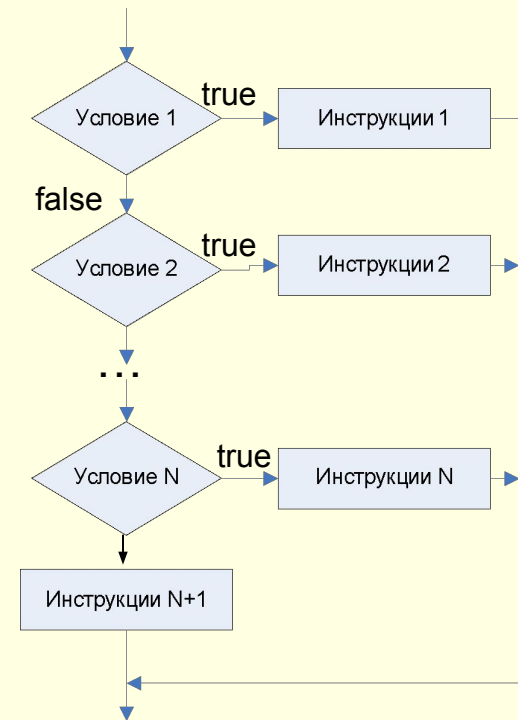 true
Условие 1
Инструкции 1
false
true
Условие 2
Инструкции 2
...
true
Условие N
Инструкции N
Инструкции N+1